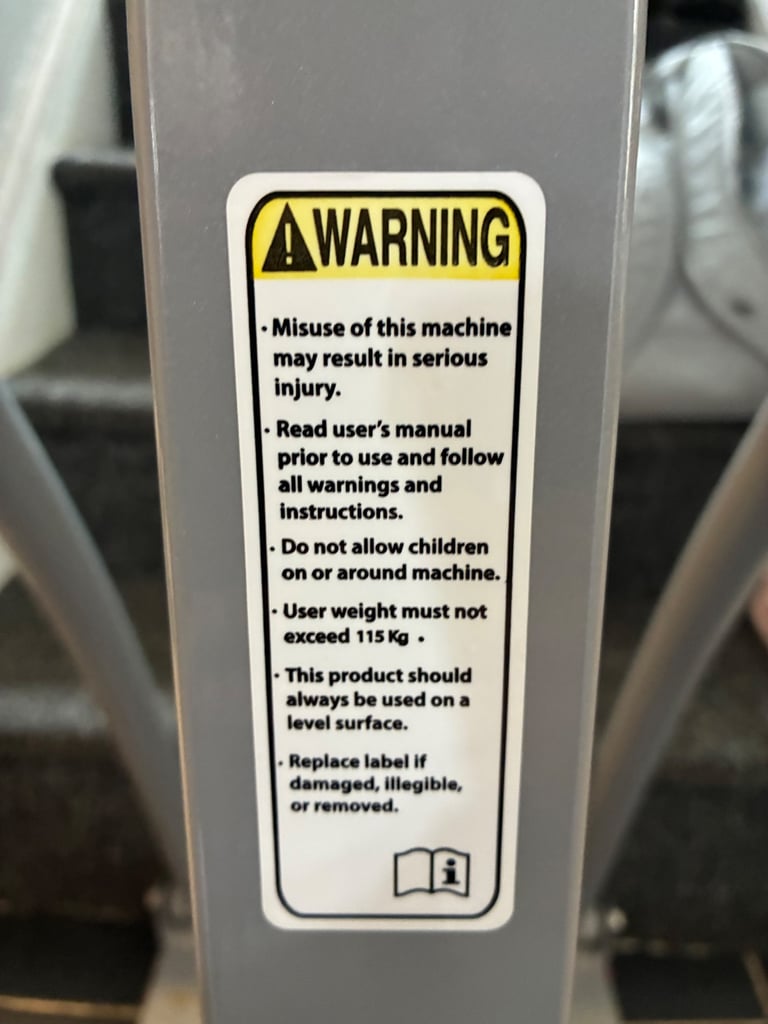 WARNING
• Misuse of this machine
may result in serious
injury.
• Read user's manual
prior to use and follow
all warnings and
instructions.
• Do not allow children
on or around machine.
• User weight must not
exceed 115 Kg .
• This product should
always be used on a
level surface.
• Replace label if
damaged, illegible,
or removed.
i